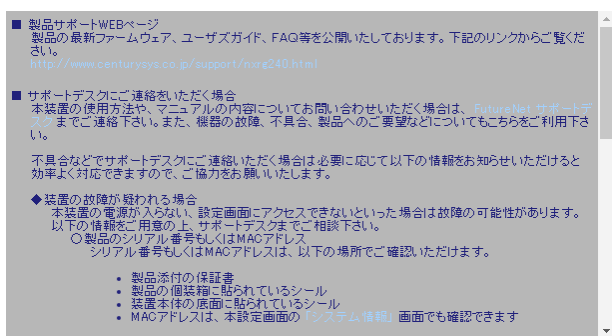 ■ 製品サポートWEBページ
製品の最新ファームウェア、ユーザズガイド、FAQ等を公開いたしております。下記のリンクからご覧くだ
さい。
http://www.centurysys.co.jp/support/nxrg240.html
■ サポートデスクにご連絡をいただく場合
本装置の使用方法や、マニュアルの内容についてお問い合わせいただく場合は、FutureNet サポートデ
スクまでご連絡下さい。また、機器の故障、不具合、製品へのご要望などについてもこちらをご利用下さ
い。
不具合などでサポートデスクにご連絡いただく場合は必要に応じて以下の情報をお知らせいただけると
効率よく対応できますので、ご協力をお願いいたします。
◆装置の故障が疑われる場合
本装置の電源が入らない、設定画面にアクセスできないといった場合は故障の可能性があります。
以下の情報をご用意の上、サポートデスクまでご相談下さい。
○製品のシリアル番号もしくはMACアドレス
シリアル番号もしくはMACアドレスは、以下の場所でご確認いただけます。
• 製品添付の保証書
• 製品の個装箱に貼られているシール
• 装置本体の底面に貼られているシール
• MACアドレスは、本設定画面の「システム情報」画面でも確認できます